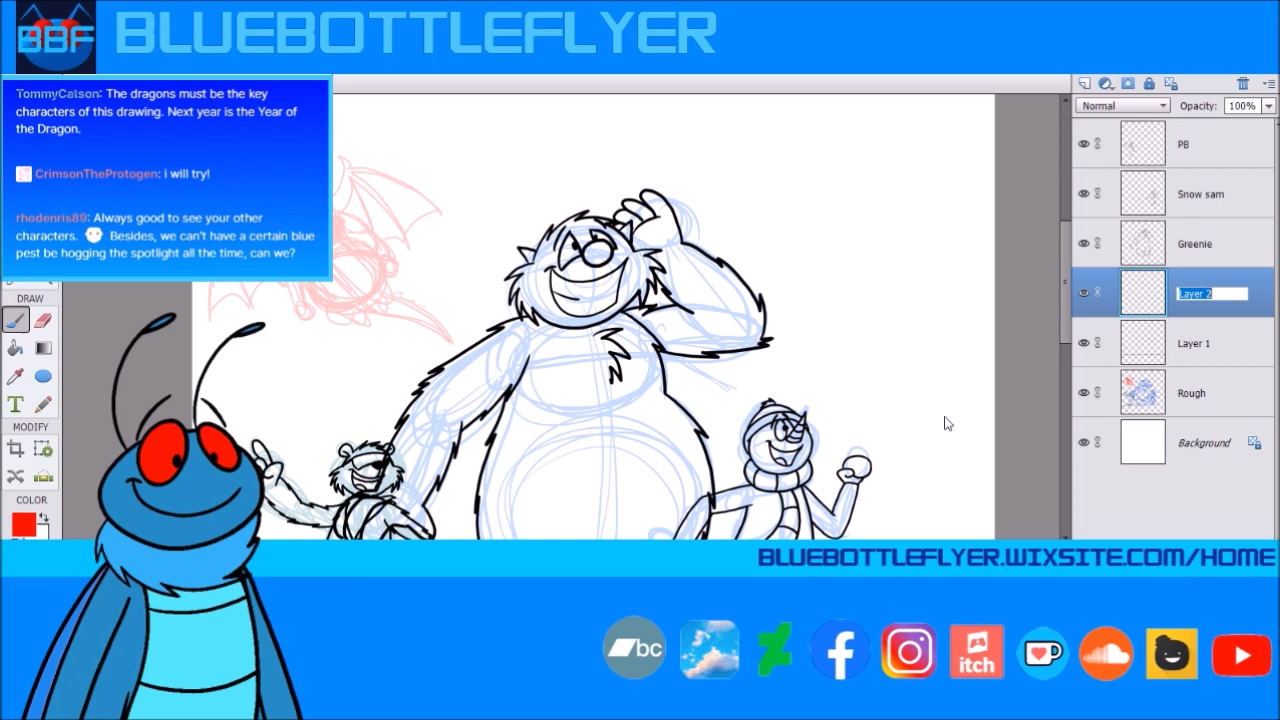 BBF BLUEBOTTLEFLYER
TommyCatson: The dragons must be the key
characters of this drawing. Next year is the Year of
the Dragon.
CrimsonTheProtogen: i will try!
rhodenris89: Always good to see your other
characters. Besides, we can't have a certain blue
pest be hogging the spotlight all the time, can we?
DRAW
T
MODIFY
COLOR
Normal Opacity: 100%
PB
Snow sam
Greenie
Layer 2
Layer 1
Rough
Background
BLUEBOTTLEFLYER.WIXSITE.COM/HOME
bc
f
itch